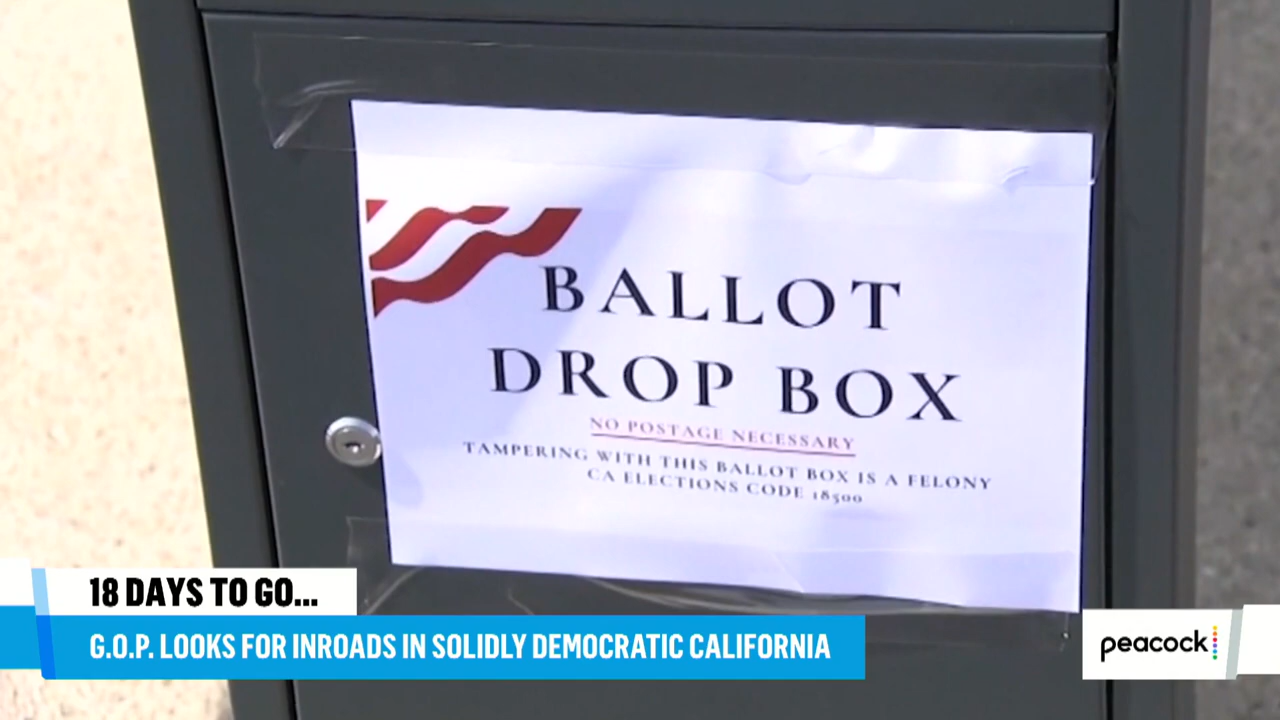 BALLOT
DROP BOX
NO POSTAGE NECESSARY
TAMPERING WITH THIS BALLOT BOX IS A FELONY
CA ELECTIONS CODE 18500
18 DAYS TO GO...
G.O.P. LOOKS FOR INROADS IN SOLIDLY DEMOCRATIC CALIFORNIA
peacock